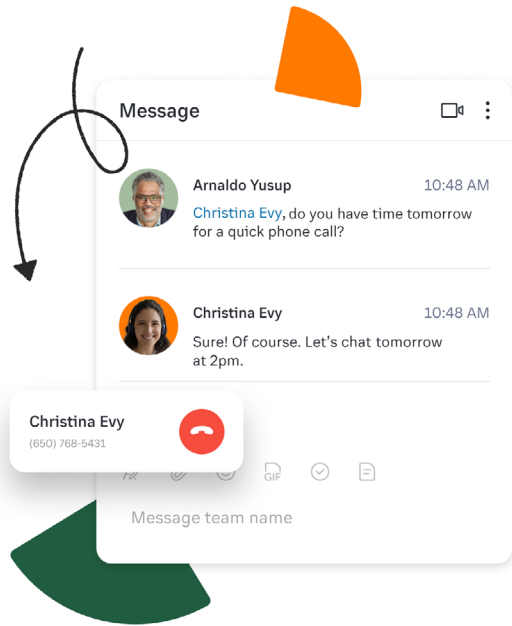 Message
Arnaldo Yusup 10:48 AM
Christina Evy, do you have time tomorrow
for a quick phone call?
Christina Evy 10:48 AM
Sure! Of course. Let's chat tomorrow
at 2pm.
Christina Evy
(650) 768-5431
GIF
Message team name